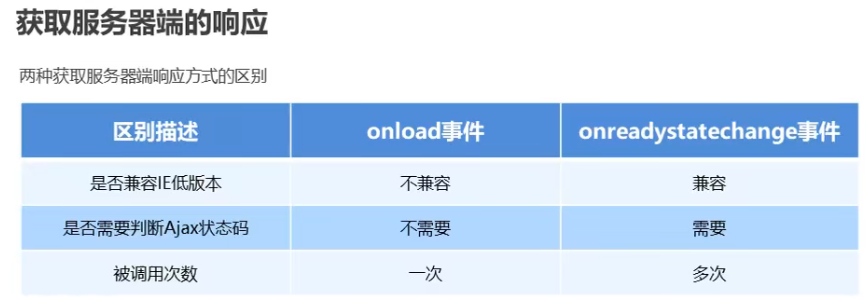 获取服务器端的响应
两种获取服务器端响应方式的区别
区别描述 onload事件 onreadystatechange事件
是否兼容IE低版本 不兼容 兼容
是否需要判断Ajax状态码 不需要 需要
被调用次数 一次 多次